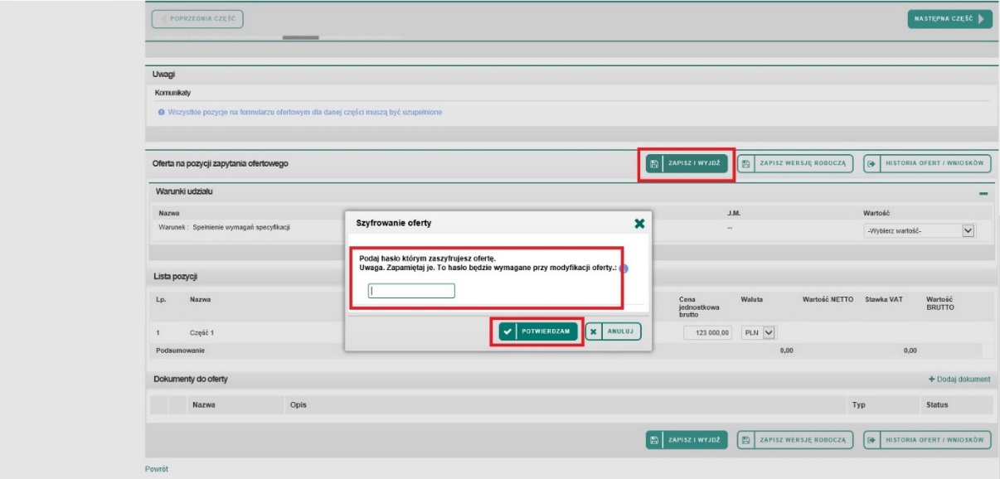 POPRZEDNIA CZĘŚĆ
NASTĘPNA CZĘŚĆ
Uwagi
Komunikaty
Wszystkie pozycje na formularzu ofertowym dla danej części muszą być uzupełnione
Oferta na pozycji zapytania ofertowego
ZAPISZ I WYJDŹ
ZAPISZ WERSJĘ ROBOCZĄ
HISTORIA OFERT / WNIOSKÓW
Warunki udziału
Nazwa J.M. Wartość
Warunek : Spełnienie wymagań specyfikacji -- -Wybierz wartość-
Szyfrowanie oferty
Podaj hasło którym zaszyfrujesz ofertę.
Uwaga. Zapamiętaj je. To hasło będzie wymagane przy modyfikacji oferty.:
POTWIERDZAM
ANULUJ
Lista pozycji
Lp. Nazwa Cena jednostkowa brutto Waluta Wartość NETTO Stawka VAT Wartość BRUTTO
1 Część 1 123 000,00 PLN
Podsumowanie 0,00 0,00
Dokumenty do oferty
+ Dodaj dokument
Nazwa Opis Typ Status
ZAPISZ I WYJDŹ
ZAPISZ WERSJĘ ROBOCZĄ
HISTORIA OFERT / WNIOSKÓW
Powrót